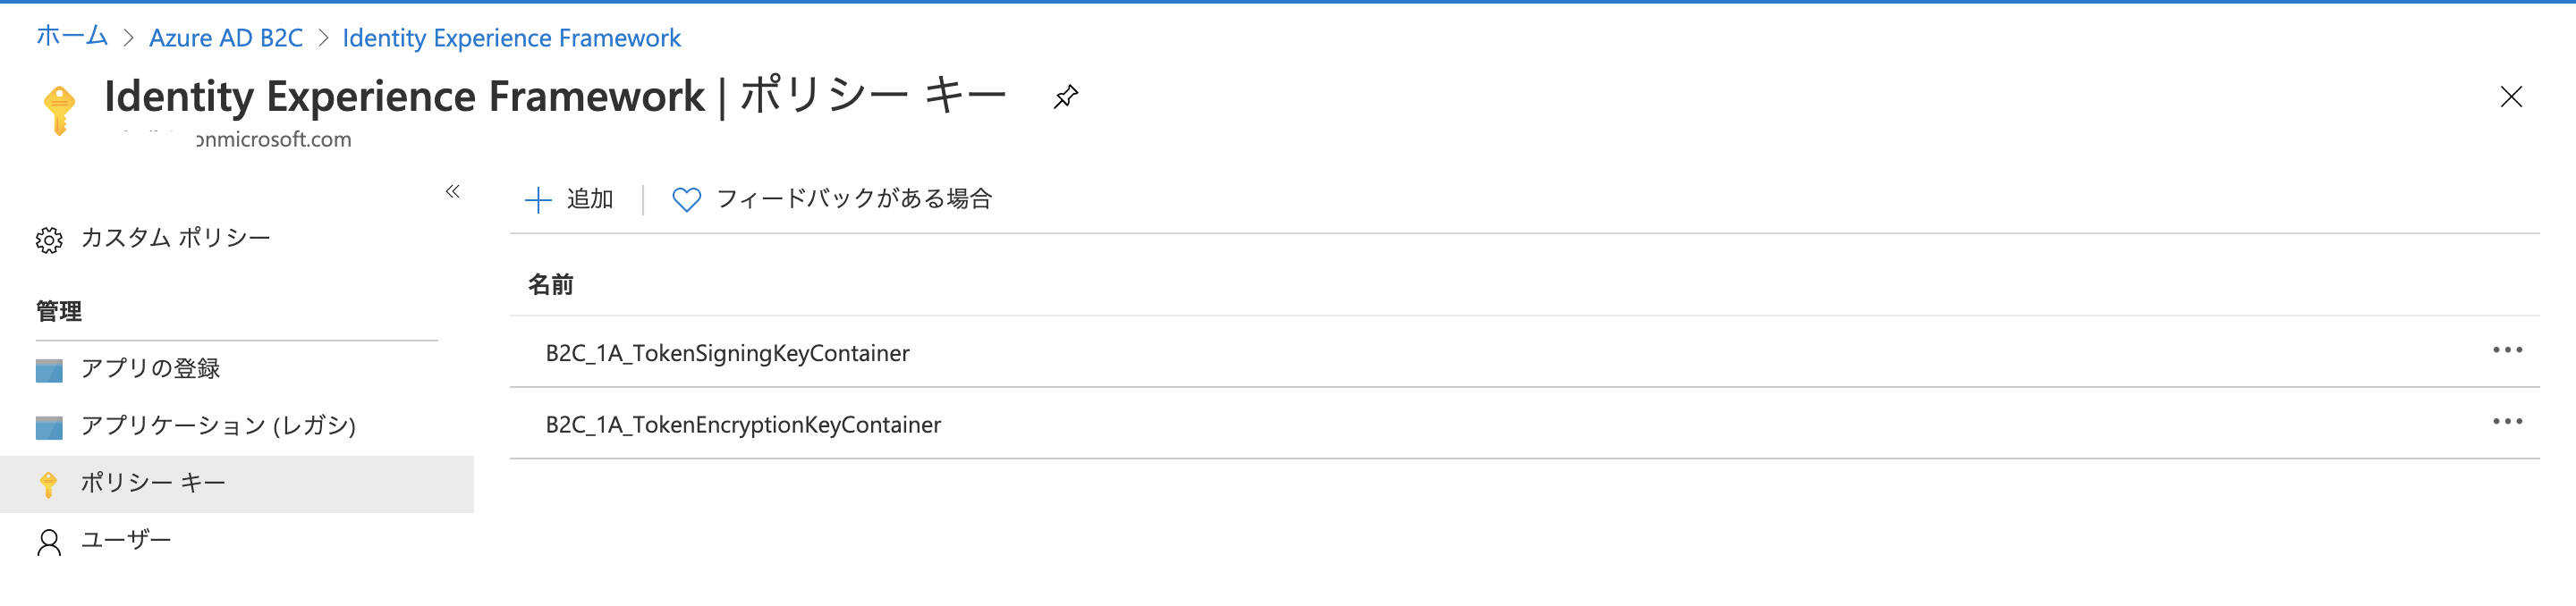 ホーム > Azure AD B2C > Identity Experience Framework
Identity Experience Framework | ポリシー キー
onmicrosoft.com
«
追加
フィードバックがある場合
カスタム ポリシー
管理
アプリの登録
アプリケーション (レガシ)
ポリシー キー
ユーザー
名前
B2C_1A_TokenSigningKeyContainer
B2C_1A_TokenEncryptionKeyContainer